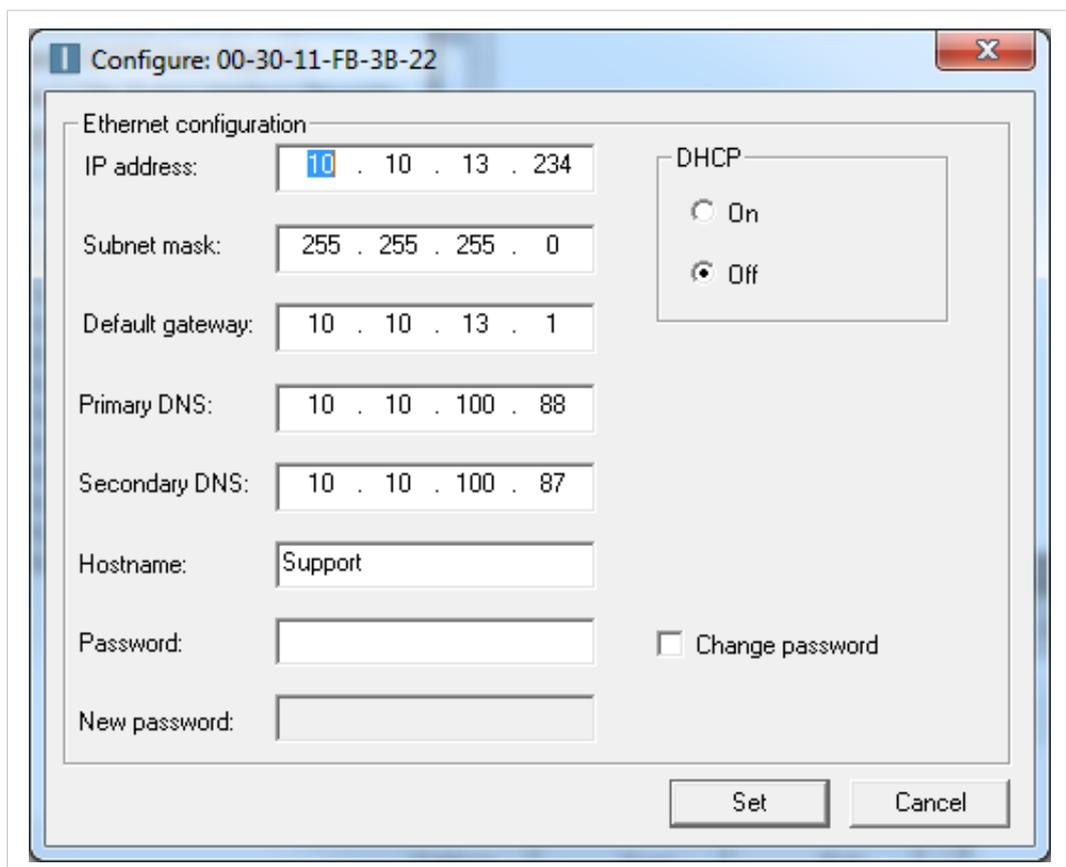 Configure: 00-30-11-FB-3B-22
Ethernet configuration
IP address: 10 . 10 . 13 . 234
DHCP
On
Subnet mask: 255 . 255 . 255 . 0
Off
Default gateway: 10 . 10 . 13 . 1
Primary DNS: 10 . 10 . 100 . 88
Secondary DNS: 10 . 10 . 100 . 87
Hostname: Support
Password:
Change password
New password:
Set
Cancel